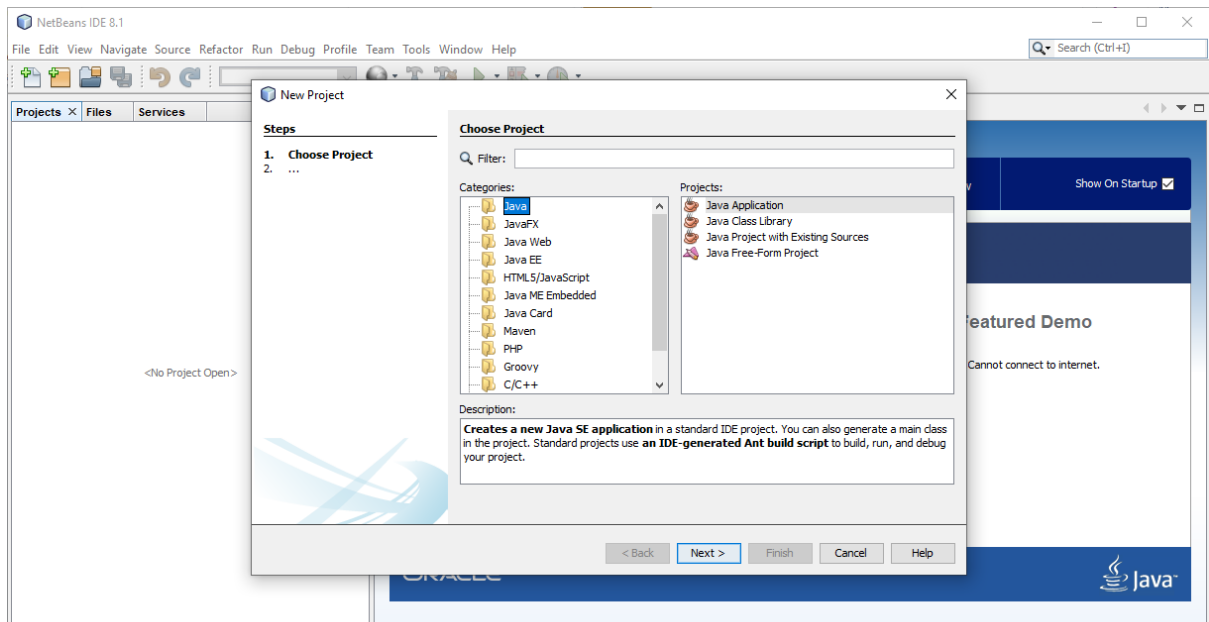 NetBeans IDE 8.1
File Edit View Navigate Source Refactor Run Debug Profile Team Tools Window Help
Search (Ctrl+I)
Projects
Files
Services
<No Project Open>
New Project
Steps
1. Choose Project
2. ...
Choose Project
Filter:
Categories:
Java
JavaFX
Java Web
Java EE
HTML5/JavaScript
Java ME Embedded
Java Card
Maven
PHP
Groovy
C/C++
Projects:
Java Application
Java Class Library
Java Project with Existing Sources
Java Free-Form Project
Description:
Creates a new Java SE application in a standard IDE project. You can also generate a main class
in the project. Standard projects use an IDE-generated Ant build script to build, run, and debug
your project.
< Back
Next >
Finish
Cancel
Help
Show On Startup
Featured Demo
Cannot connect to internet.
ORACLE
Java